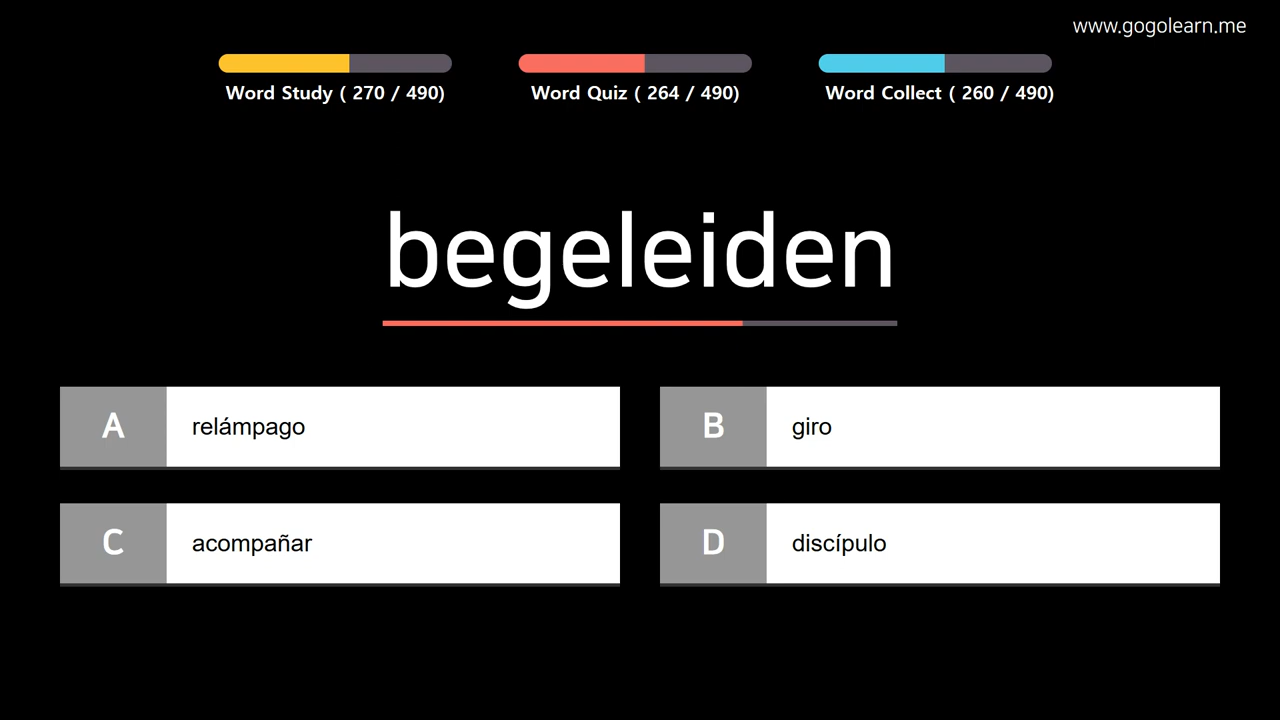 www.gogolearn.me
Word Study ( 270 / 490)
Word Quiz ( 264 / 490)
Word Collect ( 260 / 490)
begeleiden
A relámpago
B giro
C acompañar
D discípulo